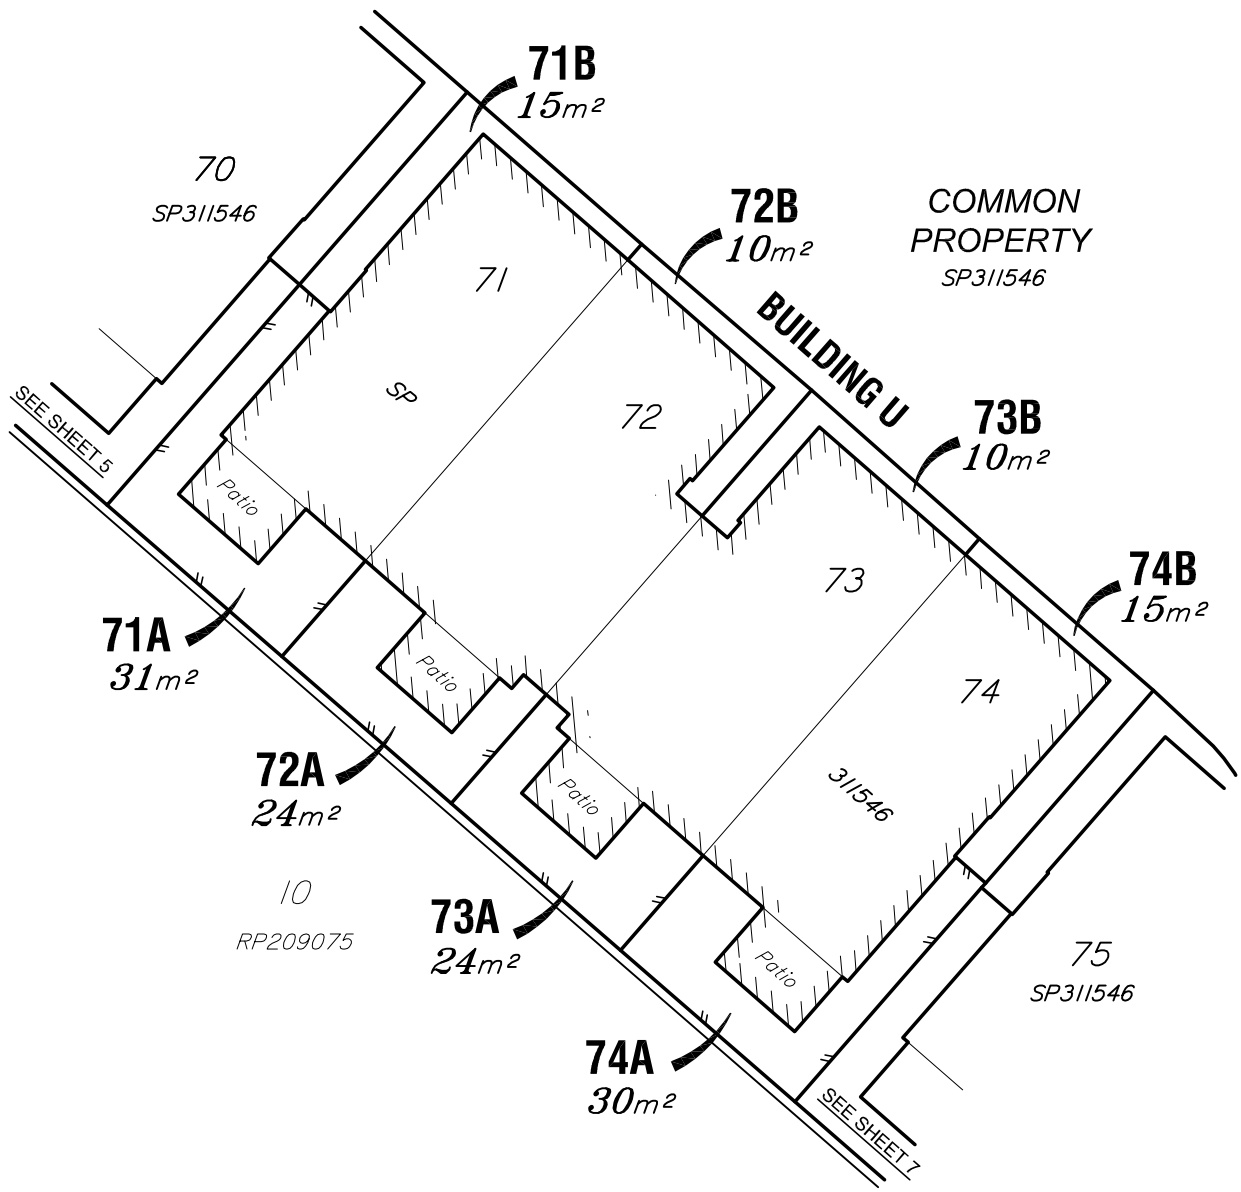 71B
15m²
70
SP311546
72B
10m²
COMMON
PROPERTY
SP311546
71
BUILDING U
SP
72
73B
10m²
SEE SHEET 5
Patio
74B
15m²
73
71A
31m²
Patio
74
72A
24m²
Patio
311546
10
RP209075
73A
24m²
Patio
75
SP311546
74A
30m²
SEE SHEET 7